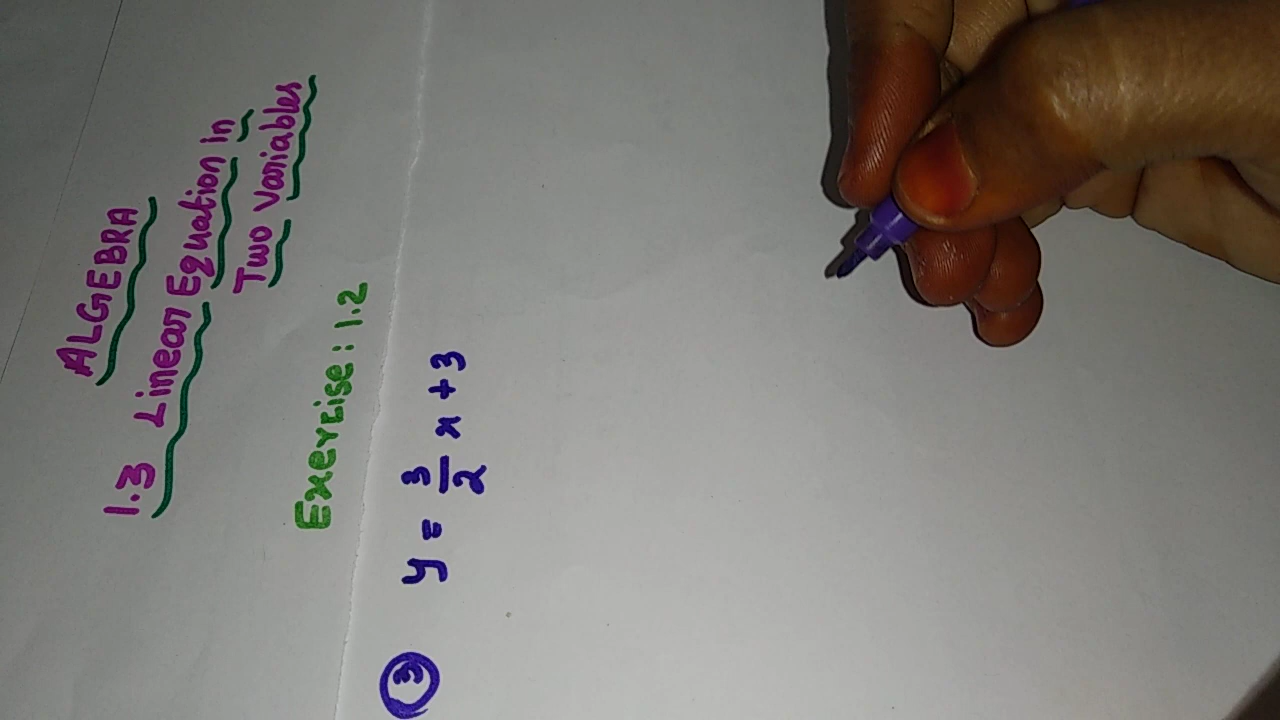 ALGEBRA
1.3 Linear Equation in
Two Variables
Exercise: 1.2
③ y = 3/2 x + 3